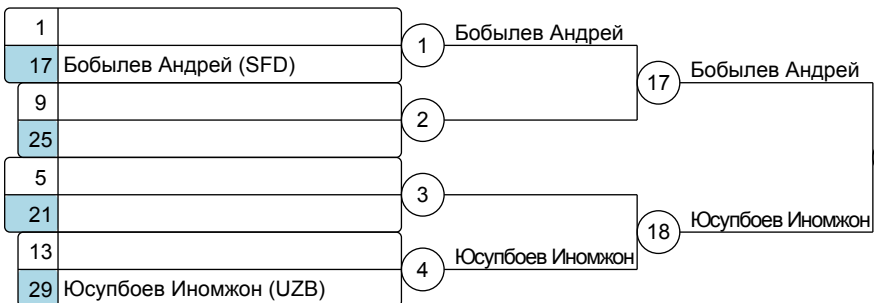 1
17 Бобылев Андрей (SFD)
1
Бобылев Андрей
9
25
2
17
Бобылев Андрей
5
21
3
13
29 Юсупбоев Иномжон (UZB)
4
Юсупбоев Иномжон
18
Юсупбоев Иномжон